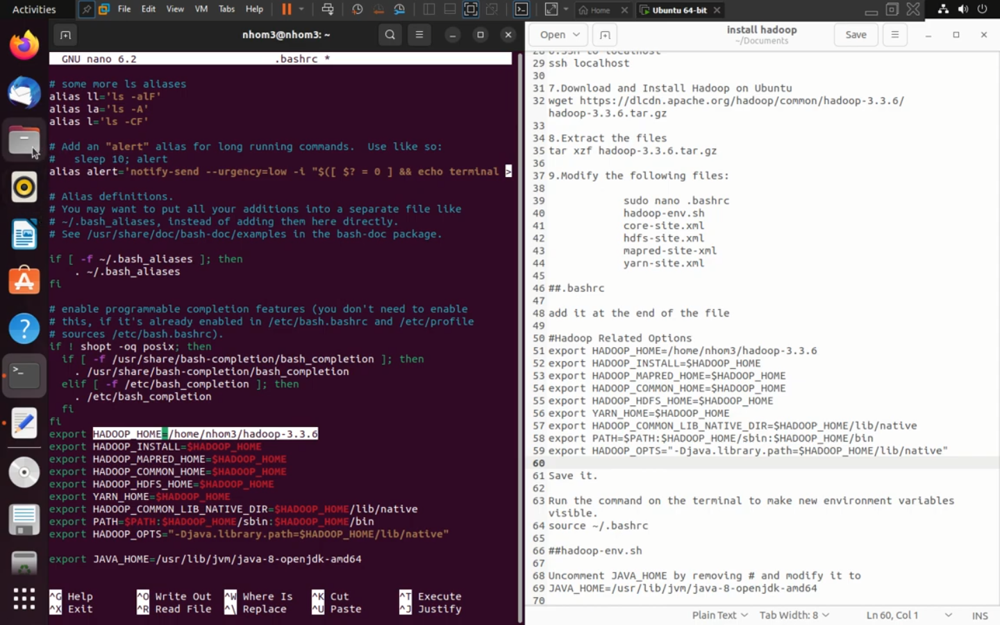 Activities
File Edit View VM Tabs Help
Home
Ubuntu 64-bit
nhom3@nhom3: ~
GNU nano 6.2 .bashrc *
# some more ls aliases
alias ll='ls -alF'
alias la='ls -A'
alias l='ls -CF'
# Add an "alert" alias for long running commands. Use like so:
# sleep 10; alert
alias alert='notify-send --urgency=low -i "$([ $? = 0 ] && echo terminal >
# Alias definitions.
# You may want to put all your additions into a separate file like
# ~/.bash_aliases, instead of adding them here directly.
# See /usr/share/doc/bash-doc/examples in the bash-doc package.
if [ -f ~/.bash_aliases ]; then
. ~/.bash_aliases
fi
# enable programmable completion features (you don't need to enable
# this, if it's already enabled in /etc/bash.bashrc and /etc/profile
# sources /etc/bash.bashrc).
if ! shopt -oq posix; then
if [ -f /usr/share/bash-completion/bash_completion ]; then
. /usr/share/bash-completion/bash_completion
elif [ -f /etc/bash_completion ]; then
. /etc/bash_completion
fi
fi
export HADOOP_HOME=/home/nhom3/hadoop-3.3.6
export HADOOP_INSTALL=$HADOOP_HOME
export HADOOP_MAPRED_HOME=$HADOOP_HOME
export HADOOP_COMMON_HOME=$HADOOP_HOME
export HADOOP_HDFS_HOME=$HADOOP_HOME
export YARN_HOME=$HADOOP_HOME
export HADOOP_COMMON_LIB_NATIVE_DIR=$HADOOP_HOME/lib/native
export PATH=$PATH:$HADOOP_HOME/sbin:$HADOOP_HOME/bin
export HADOOP_OPTS="-Djava.library.path=$HADOOP_HOME/lib/native"
export JAVA_HOME=/usr/lib/jvm/java-8-openjdk-amd64
^G Help ^O Write Out ^W Where Is ^K Cut ^T Execute
^X Exit ^R Read File ^\ Replace ^U Paste ^J Justify
Open
install hadoop
~/Documents
Save
28 6.SSH to localhost
29 ssh localhost
30
31 7.Download and Install Hadoop on Ubuntu
32 wget https://dlcdn.apache.org/hadoop/common/hadoop-3.3.6/
hadoop-3.3.6.tar.gz
33
34 8.Extract the files
35 tar xzf hadoop-3.3.6.tar.gz
36
37 9.Modify the following files:
38
39 sudo nano .bashrc
40 hadoop-env.sh
41 core-site.xml
42 hdfs-site.xml
43 mapred-site-xml
44 yarn-site.xml
45
46 ##.bashrc
47
48 add it at the end of the file
49
50 #Hadoop Related Options
51 export HADOOP_HOME=/home/nhom3/hadoop-3.3.6
52 export HADOOP_INSTALL=$HADOOP_HOME
53 export HADOOP_MAPRED_HOME=$HADOOP_HOME
54 export HADOOP_COMMON_HOME=$HADOOP_HOME
55 export HADOOP_HDFS_HOME=$HADOOP_HOME
56 export YARN_HOME=$HADOOP_HOME
57 export HADOOP_COMMON_LIB_NATIVE_DIR=$HADOOP_HOME/lib/native
58 export PATH=$PATH:$HADOOP_HOME/sbin:$HADOOP_HOME/bin
59 export HADOOP_OPTS="-Djava.library.path=$HADOOP_HOME/lib/native"
60
61 Save it.
62
63 Run the command on the terminal to make new environment variables
visible.
64 source ~/.bashrc
65
66 ##hadoop-env.sh
67
68 Uncomment JAVA_HOME by removing # and modify it to
69 JAVA_HOME=/usr/lib/jvm/java-8-openjdk-amd64
70
Plain Text Tab Width: 8 Ln 60, Col 1 INS